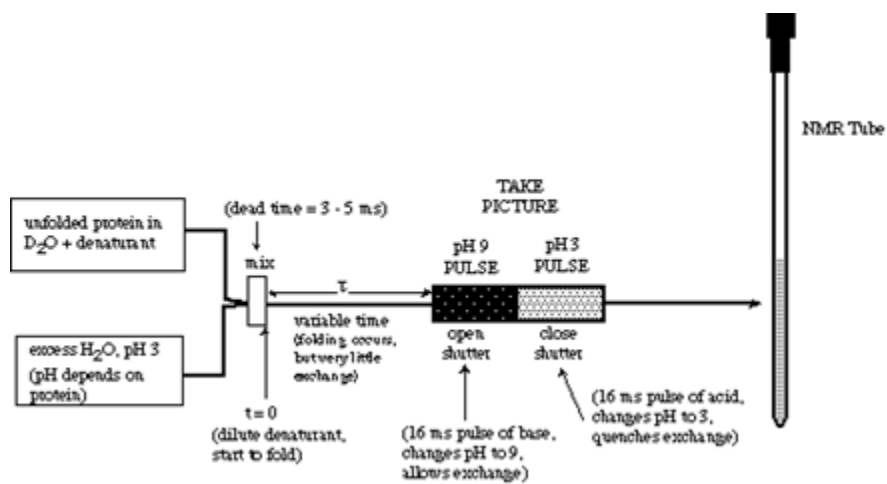 NMR Tube
TAKE
PICTURE
(dead time = 3 - 5 ms)
unfolded protein in
D2O + denaturant
mix
τ
pH 9
PULSE
pH 3
PULSE
variable time
(folding occurs,
but very little
exchange)
open
shutter
close
shutter
excess H2O, pH 3
(pH depends on
protein)
t = 0
(dilute denaturant,
start to fold)
(16 ms pulse of base,
changes pH to 9,
allows exchange)
(16 ms pulse of acid,
changes pH to 3,
quenches exchange)